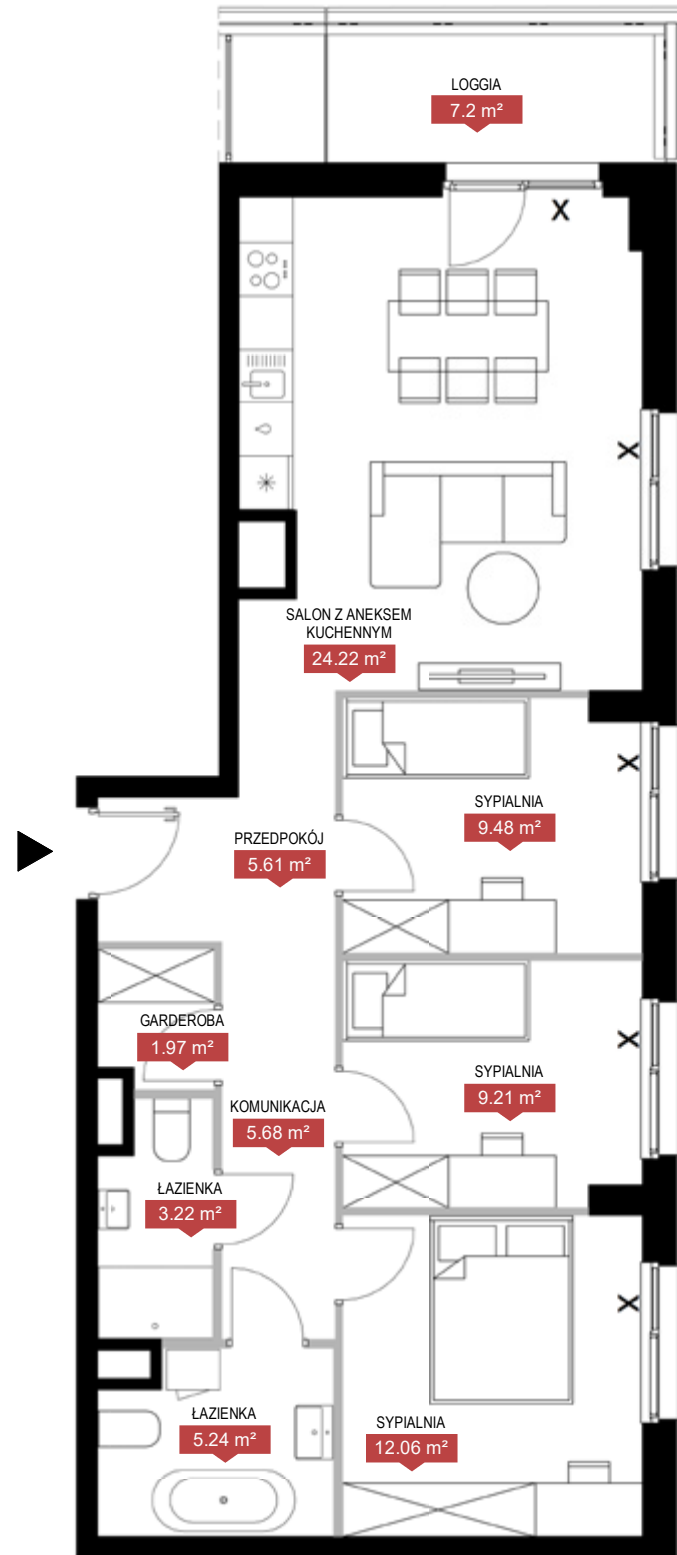 LOGGIA
7.2 m²
X
X
SALON Z ANEKSEM
KUCHENNYM
24.22 m²
X
SYPIALNIA
9.48 m²
PRZEDPOKÓJ
5.61 m²
GARDEROBA
1.97 m²
X
SYPIALNIA
9.21 m²
KOMUNIKACJA
5.68 m²
ŁAZIENKA
3.22 m²
X
ŁAZIENKA
5.24 m²
SYPIALNIA
12.06 m²